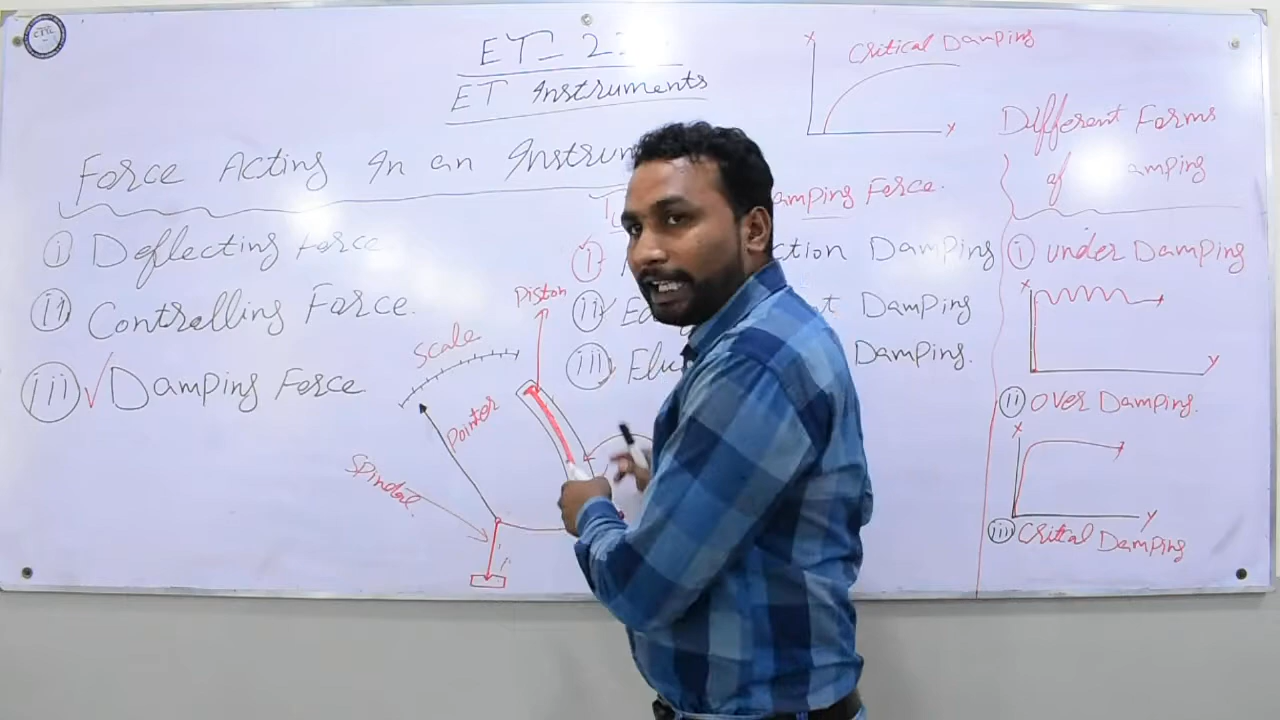 ET-2
ET Instruments
Force Acting In an Instrum
i Deflecting Force
ii Controlling Force.
iii ✓ Damping Force
Scale
Pointer
Spindal
Piston
amping Force.
i ction Damping
ii Ed t Damping
iii Flu Damping.
X
Critical Damping
Y
Different Forms
of amping
i under Damping
X
Y
ii over Damping.
X
Y
iii Critical Damping